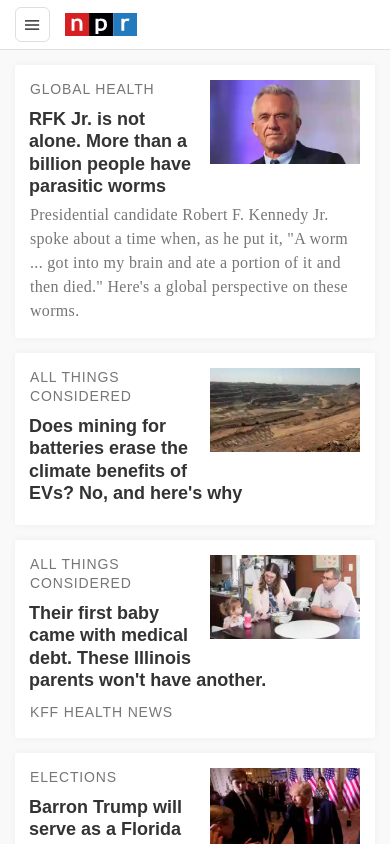 npr
GLOBAL HEALTH
RFK Jr. is not
alone. More than a
billion people have
parasitic worms
Presidential candidate Robert F. Kennedy Jr.
spoke about a time when, as he put it, "A worm
... got into my brain and ate a portion of it and
then died." Here's a global perspective on these
worms.
ALL THINGS
CONSIDERED
Does mining for
batteries erase the
climate benefits of
EVs? No, and here's why
ALL THINGS
CONSIDERED
Their first baby
came with medical
debt. These Illinois
parents won't have another.
KFF HEALTH NEWS
ELECTIONS
Barron Trump will
serve as a Florida